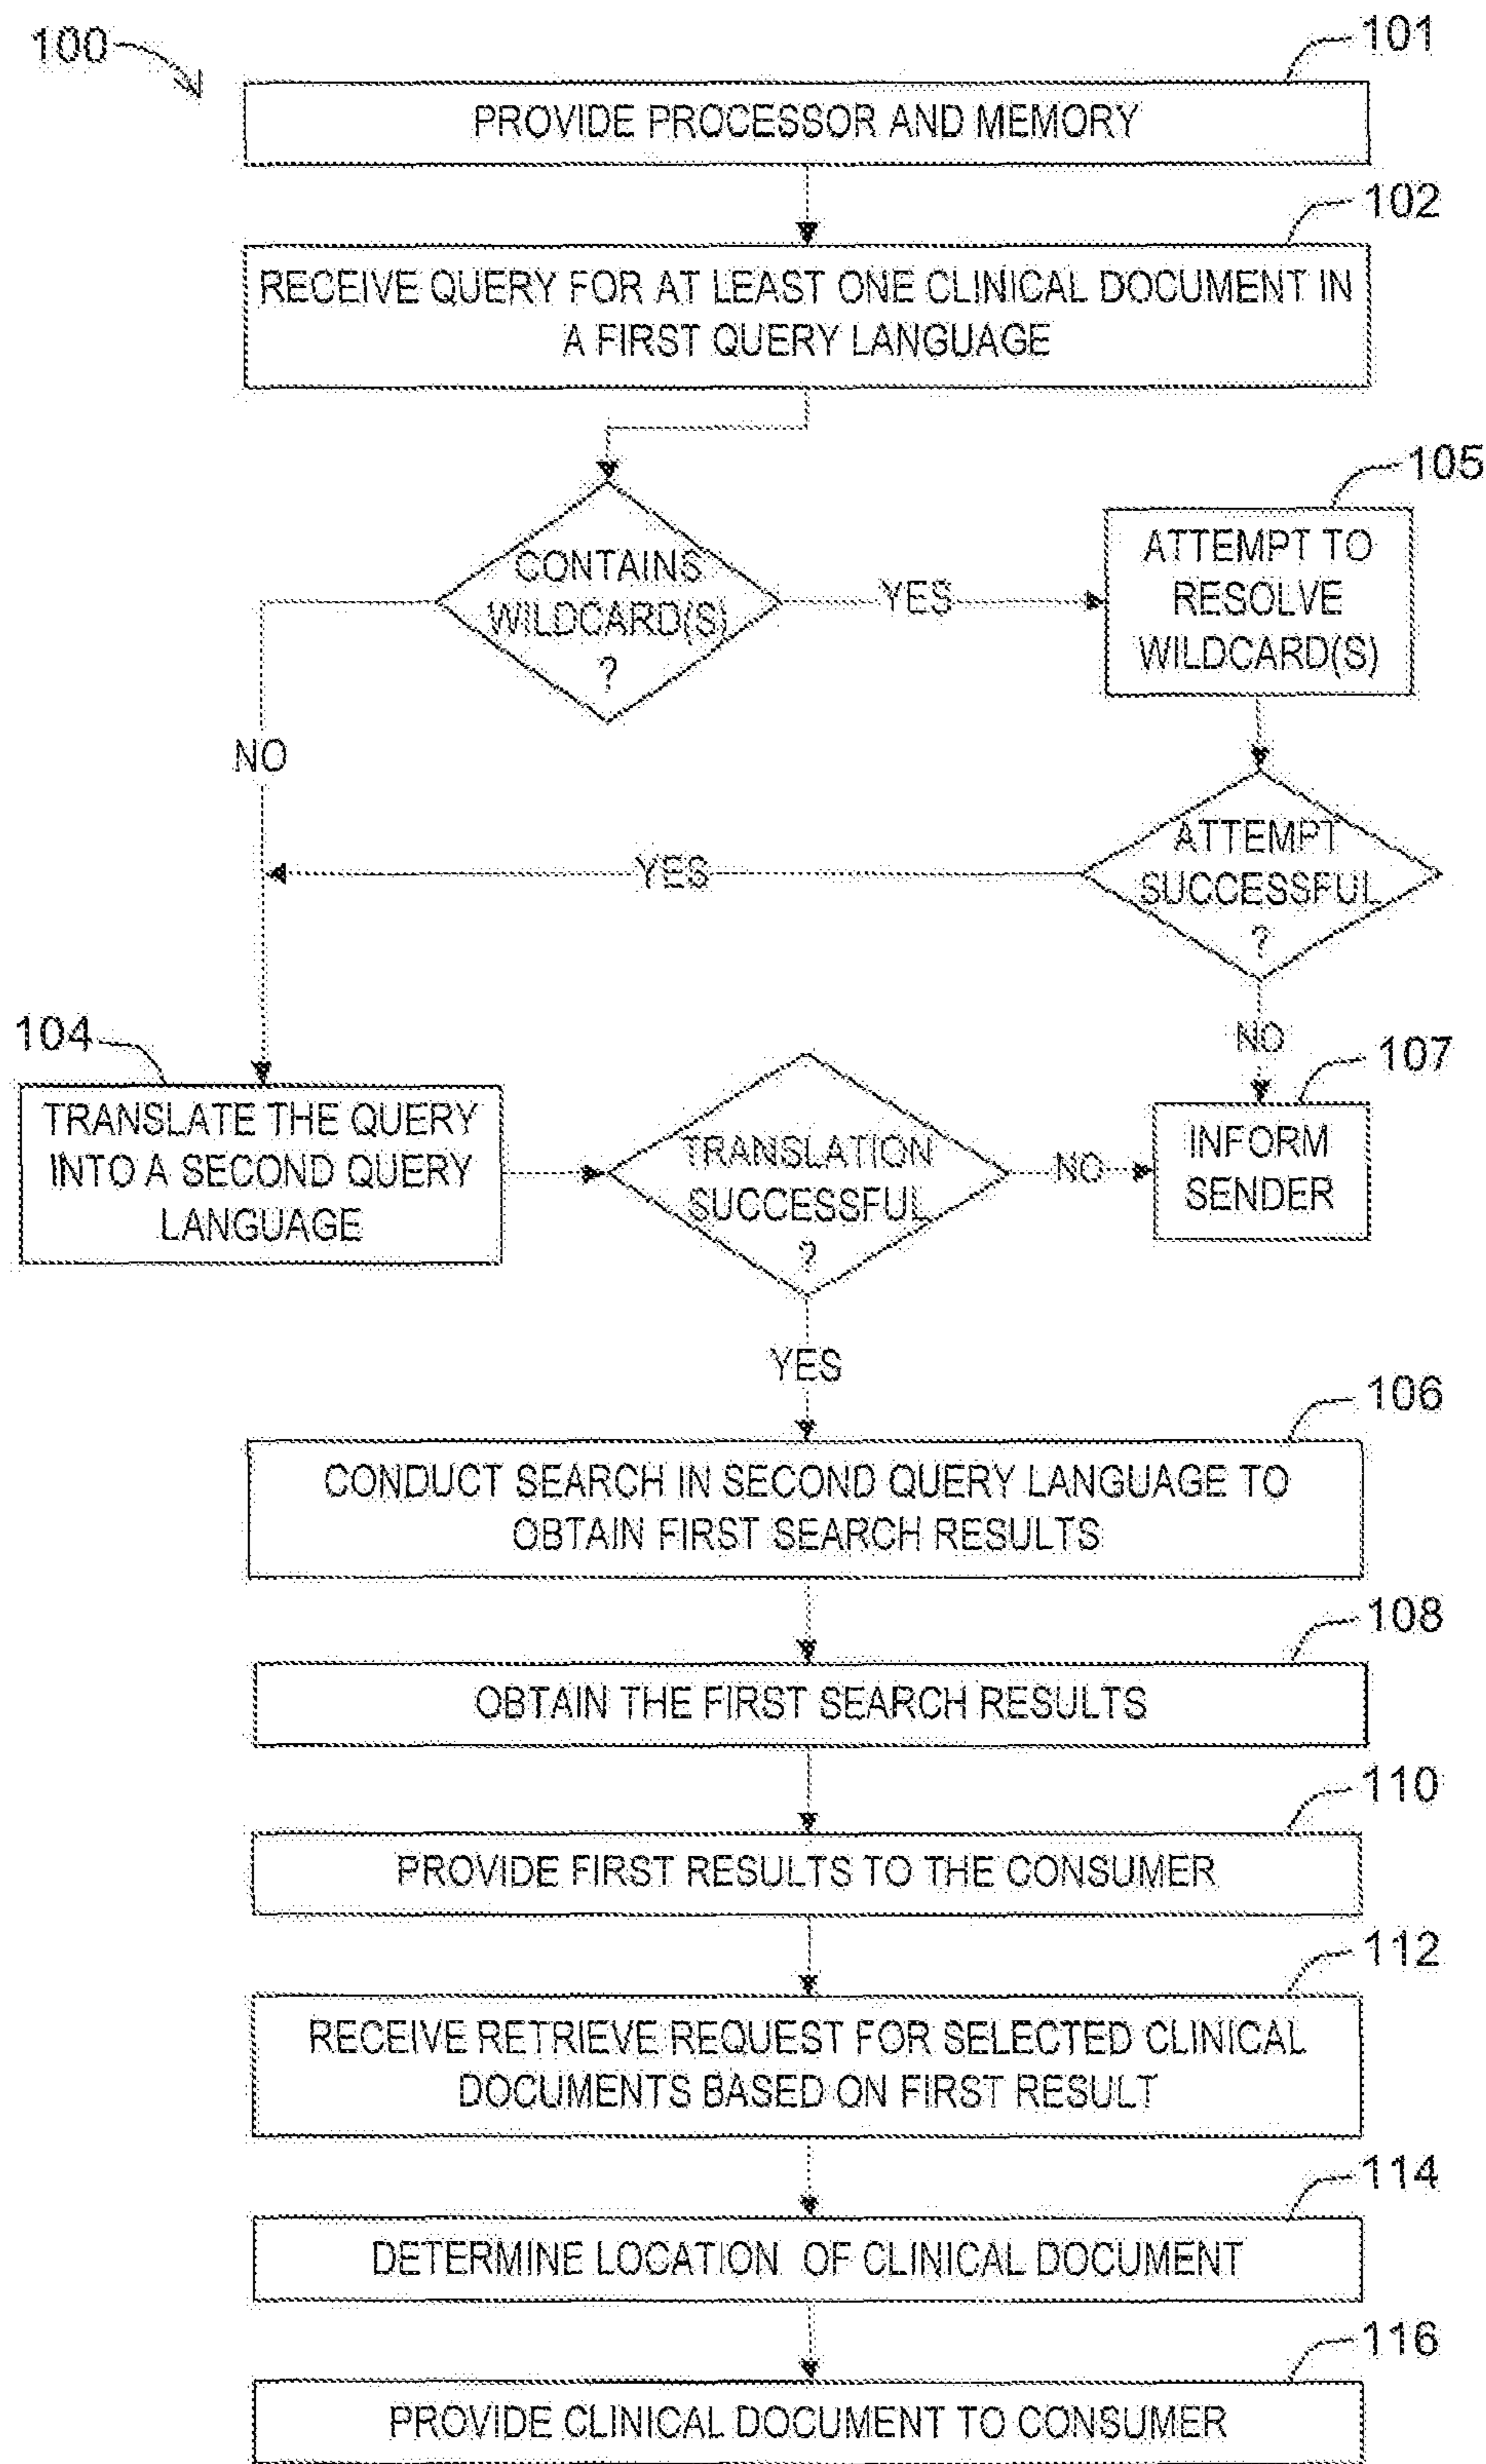 100
101
PROVIDE PROCESSOR AND MEMORY
102
RECEIVE QUERY FOR AT LEAST ONE CLINICAL DOCUMENT IN
A FIRST QUERY LANGUAGE
CONTAINS
WILDCARD(S)
?
YES
105
ATTEMPT TO
RESOLVE
WILDCARD(S)
NO
ATTEMPT
SUCCESSFUL
?
YES
NO
104
TRANSLATE THE QUERY
INTO A SECOND QUERY
LANGUAGE
TRANSLATION
SUCCESSFUL
?
NO
107
INFORM
SENDER
YES
106
CONDUCT SEARCH IN SECOND QUERY LANGUAGE TO
OBTAIN FIRST SEARCH RESULTS
108
OBTAIN THE FIRST SEARCH RESULTS
110
PROVIDE FIRST RESULTS TO THE CONSUMER
112
RECEIVE RETRIEVE REQUEST FOR SELECTED CLINICAL
DOCUMENTS BASED ON FIRST RESULT
114
DETERMINE LOCATION OF CLINICAL DOCUMENT
116
PROVIDE CLINICAL DOCUMENT TO CONSUMER